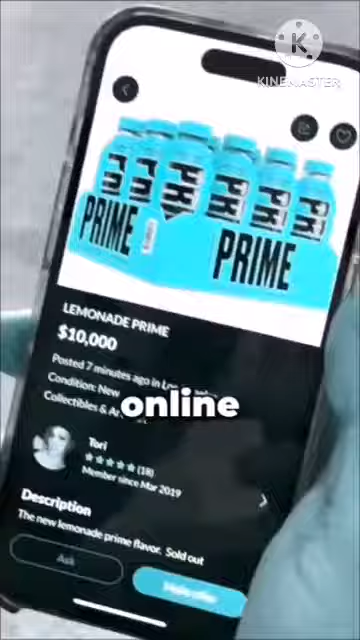 KINEMASTER
PRIME
PRIME
LEMONADE PRIME
$10,000
Posted 7 minutes ago in
Condition: New
Collectibles &
online
Tori
(18)
Member since Mar 2019
Description
The new lemonade prime flavor. Sold out
Ask